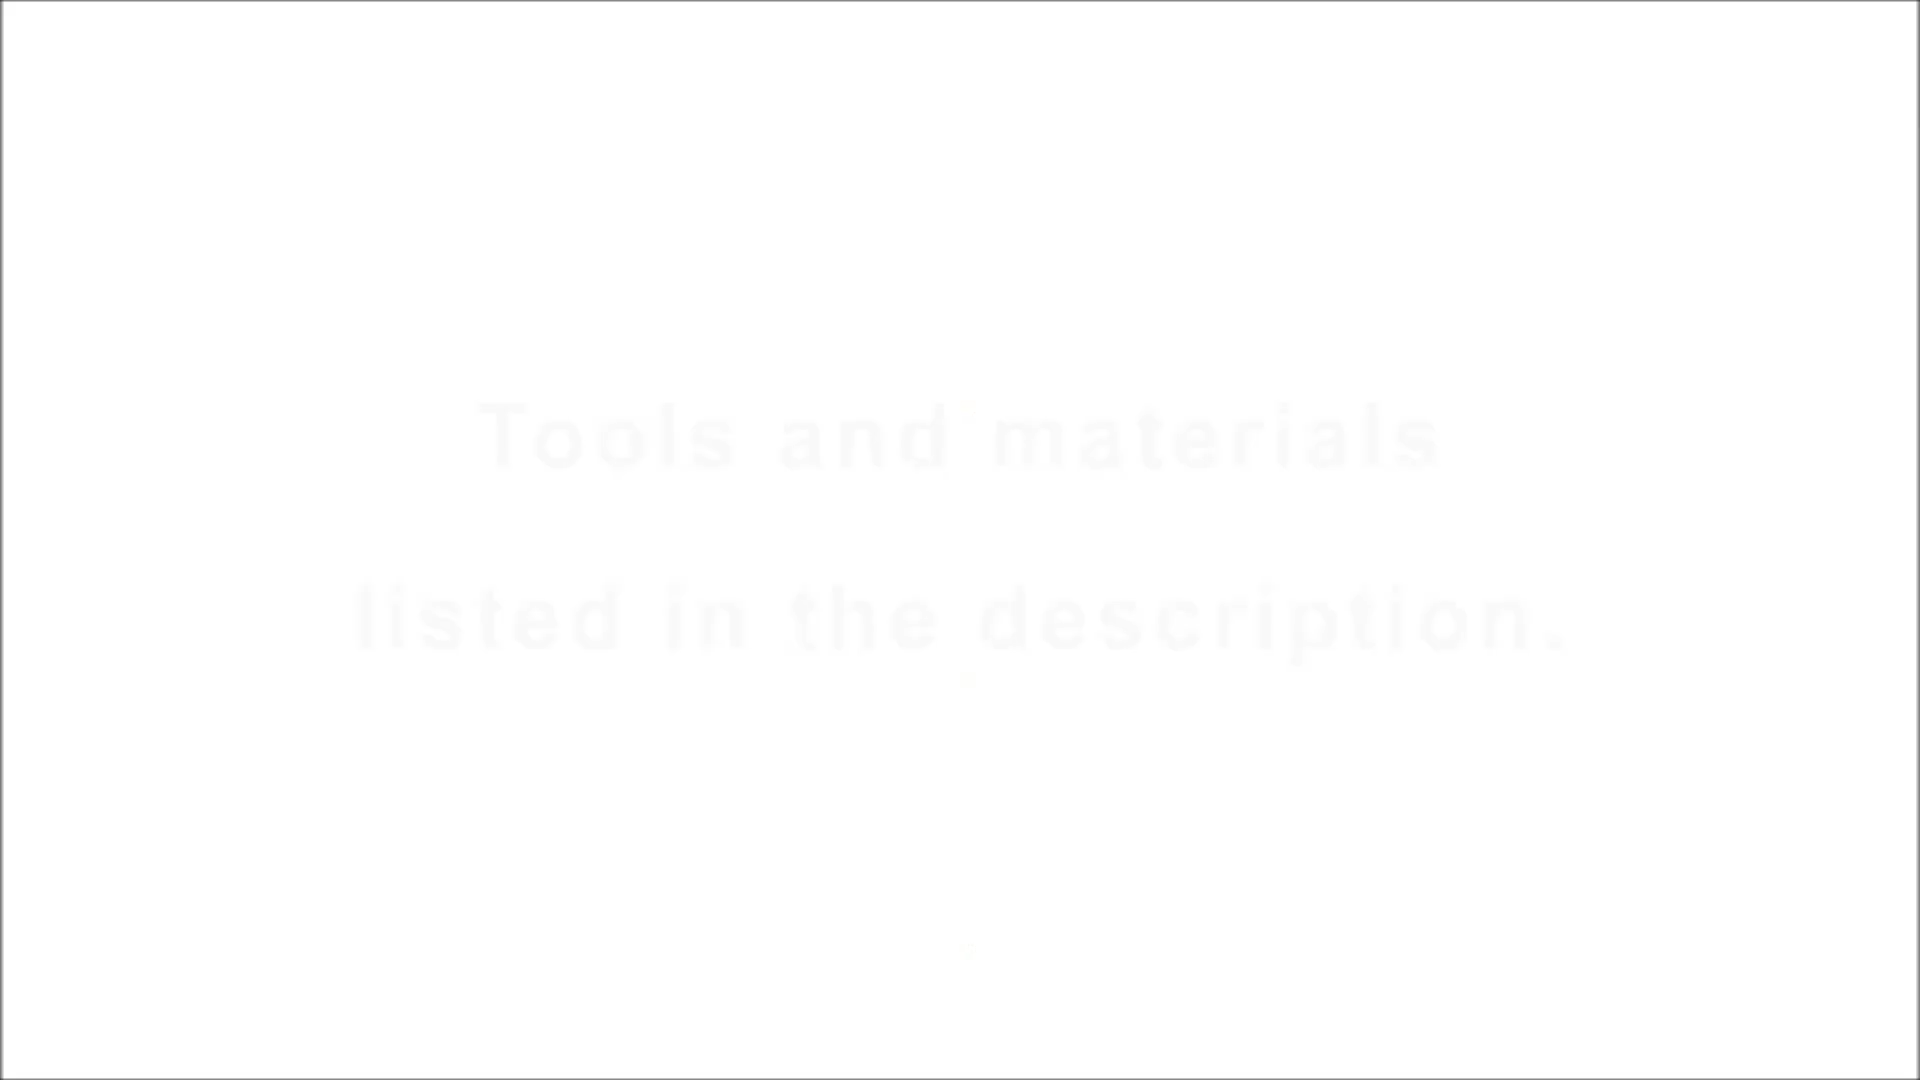 Tools and materials
listed in the description.